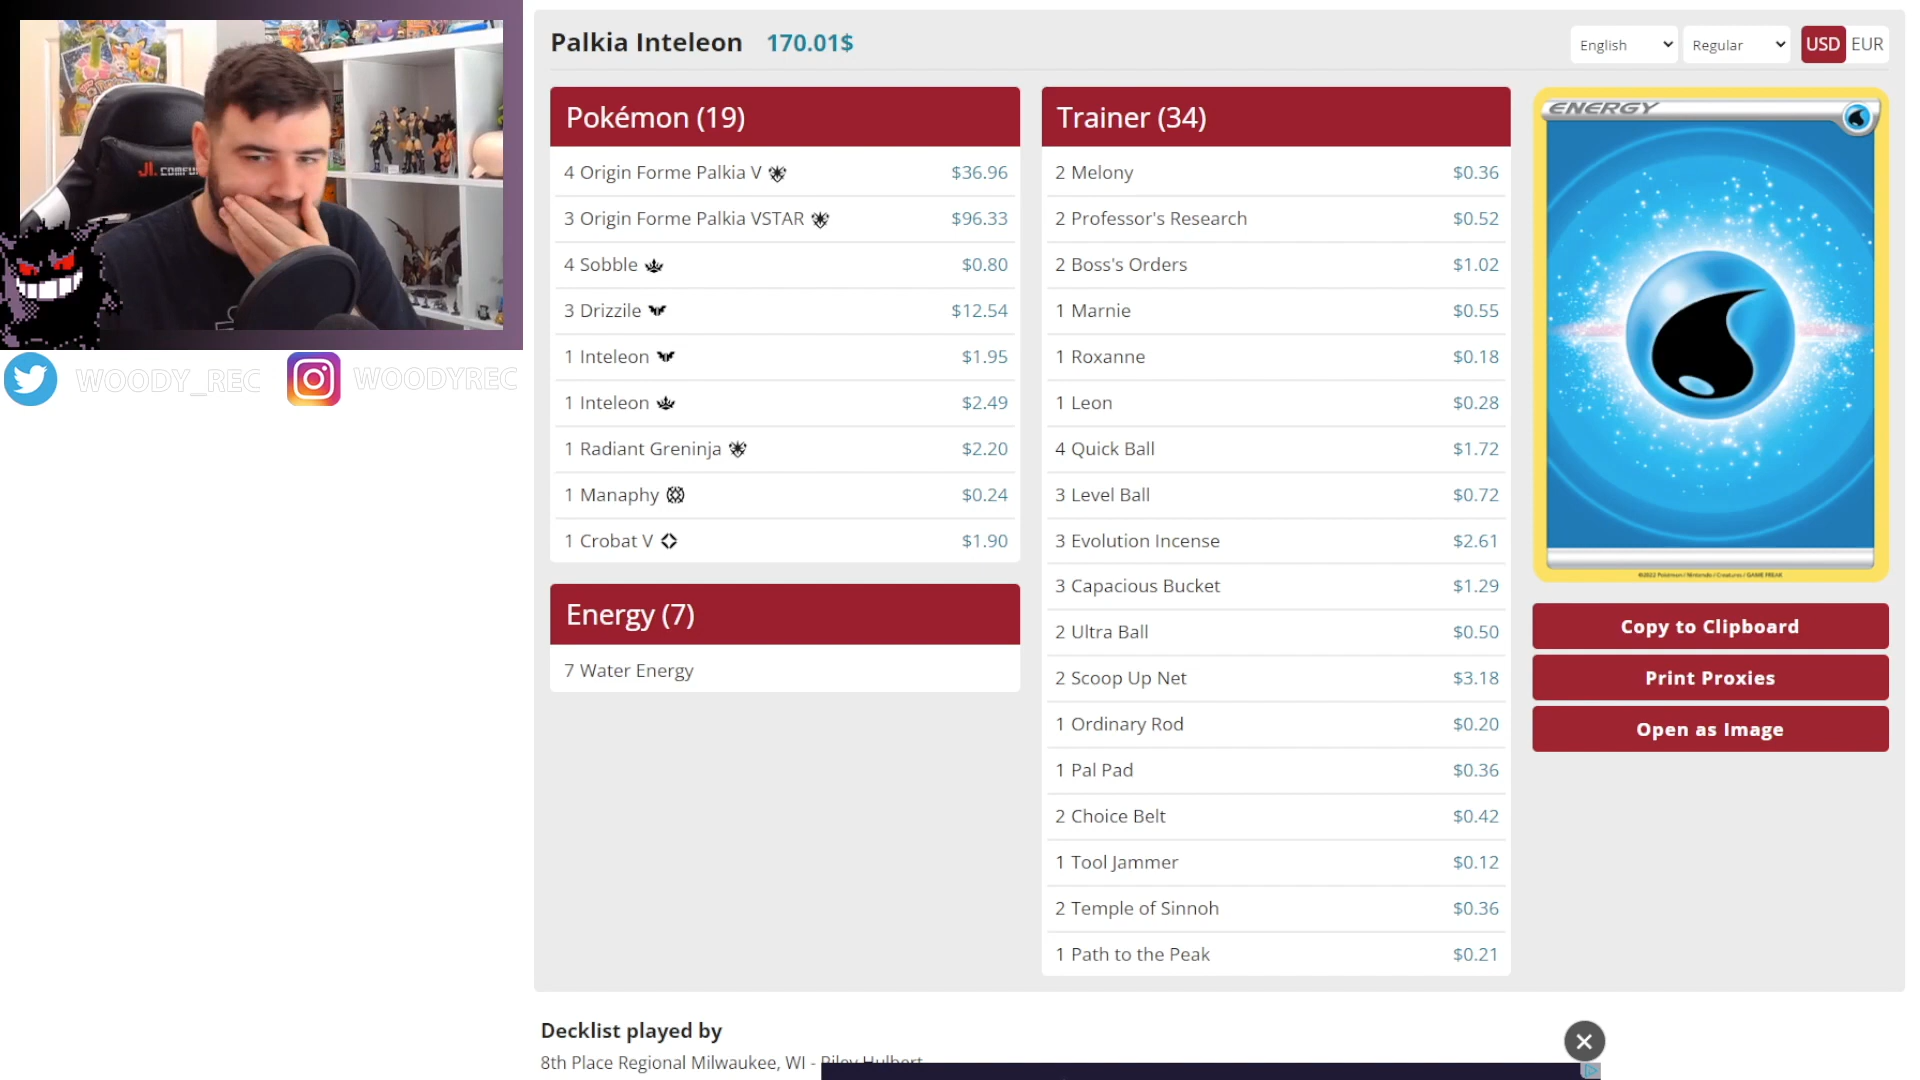 Palkia Inteleon 170.01$
English Regular USD EUR
Pokémon (19)
4 Origin Forme Palkia V $36.96
3 Origin Forme Palkia VSTAR $96.33
4 Sobble $0.80
3 Drizzile $12.54
1 Inteleon $1.95
1 Inteleon $2.49
1 Radiant Greninja $2.20
1 Manaphy $0.24
1 Crobat V $1.90
Energy (7)
7 Water Energy
Trainer (34)
2 Melony $0.36
2 Professor's Research $0.52
2 Boss's Orders $1.02
1 Marnie $0.55
1 Roxanne $0.18
1 Leon $0.28
4 Quick Ball $1.72
3 Level Ball $0.72
3 Evolution Incense $2.61
3 Capacious Bucket $1.29
2 Ultra Ball $0.50
2 Scoop Up Net $3.18
1 Ordinary Rod $0.20
1 Pal Pad $0.36
2 Choice Belt $0.42
1 Tool Jammer $0.12
2 Temple of Sinnoh $0.36
1 Path to the Peak $0.21
ENERGY
©2022 Pokémon / Nintendo / Creatures / GAME FREAK
Copy to Clipboard
Print Proxies
Open as Image
WOODY_REC
WOODYREC
Decklist played by
8th Place Regional Milwaukee, WI - Riley Hulbert